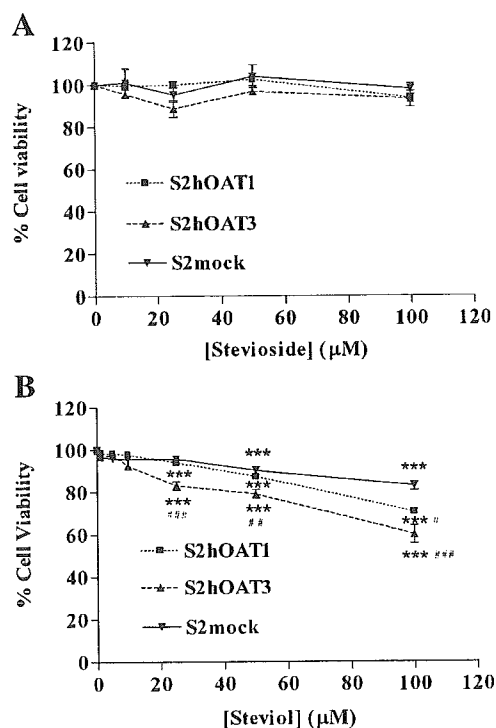 A
120
100
80
60
40
20
0
% Cell viability
S2hOAT1
S2hOAT3
S2mock
0 20 40 60 80 100 120
[Stevioside] (μM)
B
120
100
80
60
40
20
0
% Cell Viability
*** *** ***
*** ***
*** *** *** #
### ## *** ###
S2hOAT1
S2hOAT3
S2mock
0 20 40 60 80 100 120
[Steviol] (μM)